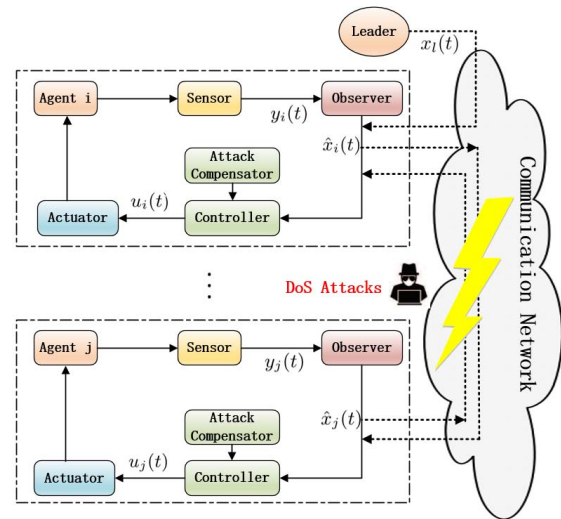 Leader
x_l(t)
Agent i
Sensor
Observer
y_i(t)
x̂_i(t)
Attack
Compensator
u_i(t)
Actuator
Controller
Communication Network
DoS Attacks
Agent j
Sensor
Observer
y_j(t)
x̂_j(t)
Attack
Compensator
u_j(t)
Actuator
Controller